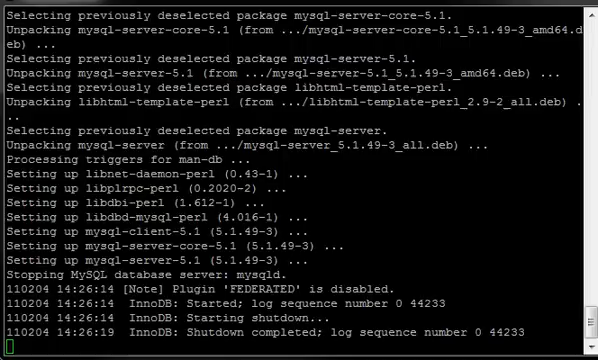 Selecting previously deselected package mysql-server-core-5.1.
Unpacking mysql-server-core-5.1 (from .../mysql-server-core-5.1_5.1.49-3_amd64.d
eb) ...
Selecting previously deselected package mysql-server-5.1.
Unpacking mysql-server-5.1 (from .../mysql-server-5.1_5.1.49-3_amd64.deb) ...
Selecting previously deselected package libhtml-template-perl.
Unpacking libhtml-template-perl (from .../libhtml-template-perl_2.9-2_all.deb) .
..
Selecting previously deselected package mysql-server.
Unpacking mysql-server (from .../mysql-server_5.1.49-3_all.deb) ...
Processing triggers for man-db ...
Setting up libnet-daemon-perl (0.43-1) ...
Setting up libplrpc-perl (0.2020-2) ...
Setting up libdbi-perl (1.612-1) ...
Setting up libdbd-mysql-perl (4.016-1) ...
Setting up mysql-client-5.1 (5.1.49-3) ...
Setting up mysql-server-core-5.1 (5.1.49-3) ...
Setting up mysql-server-5.1 (5.1.49-3) ...
Stopping MySQL database server: mysqld.
110204 14:26:14 [Note] Plugin 'FEDERATED' is disabled.
110204 14:26:14  InnoDB: Started; log sequence number 0 44233
110204 14:26:14  InnoDB: Starting shutdown...
110204 14:26:19  InnoDB: Shutdown completed; log sequence number 0 44233